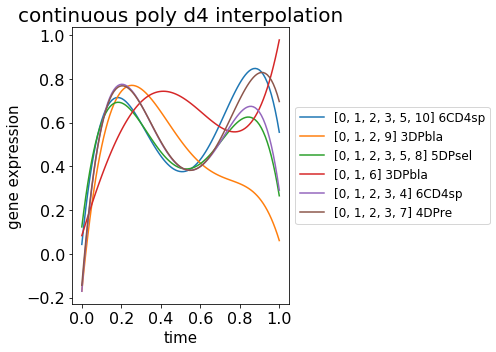 continuous poly d4 interpolation
gene expression
1.0
0.8
0.6
0.4
0.2
0.0
−0.2
0.0 0.2 0.4 0.6 0.8 1.0
time
[0, 1, 2, 3, 5, 10] 6CD4sp
[0, 1, 2, 9] 3DPbla
[0, 1, 2, 3, 5, 8] 5DPsel
[0, 1, 6] 3DPbla
[0, 1, 2, 3, 4] 6CD4sp
[0, 1, 2, 3, 7] 4DPre